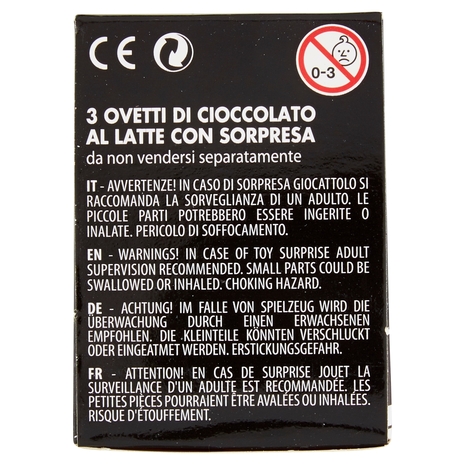 CE
0-3
3 OVETTI DI CIOCCOLATO
AL LATTE CON SORPRESA
da non vendersi separatamente
IT - AVVERTENZE! IN CASO DI SORPRESA GIOCATTOLO SI
RACCOMANDA LA SORVEGLIANZA DI UN ADULTO. LE
PICCOLE PARTI POTREBBERO ESSERE INGERITE O
INALATE. PERICOLO DI SOFFOCAMENTO.
EN - WARNINGS! IN CASE OF TOY SURPRISE ADULT
SUPERVISION RECOMMENDED. SMALL PARTS COULD BE
SWALLOWED OR INHALED. CHOKING HAZARD.
DE - ACHTUNG! IM FALLE VON SPIELZEUG WIRD DIE
ÜBERWACHUNG DURCH EINEN ERWACHSENEN
EMPFOHLEN. DIE KLEINTEILE KÖNNTEN VERSCHLUCKT
ODER EINGEATMET WERDEN. ERSTICKUNGSGEFAHR.
FR - ATTENTION! EN CAS DE SURPRISE JOUET LA
SURVEILLANCE D'UN ADULTE EST RECOMMANDÉE. LES
PETITES PIÈCES POURRAIENT ÊTRE AVALÉES OU INHALÉES.
RISQUE D'ÉTOUFFEMENT.